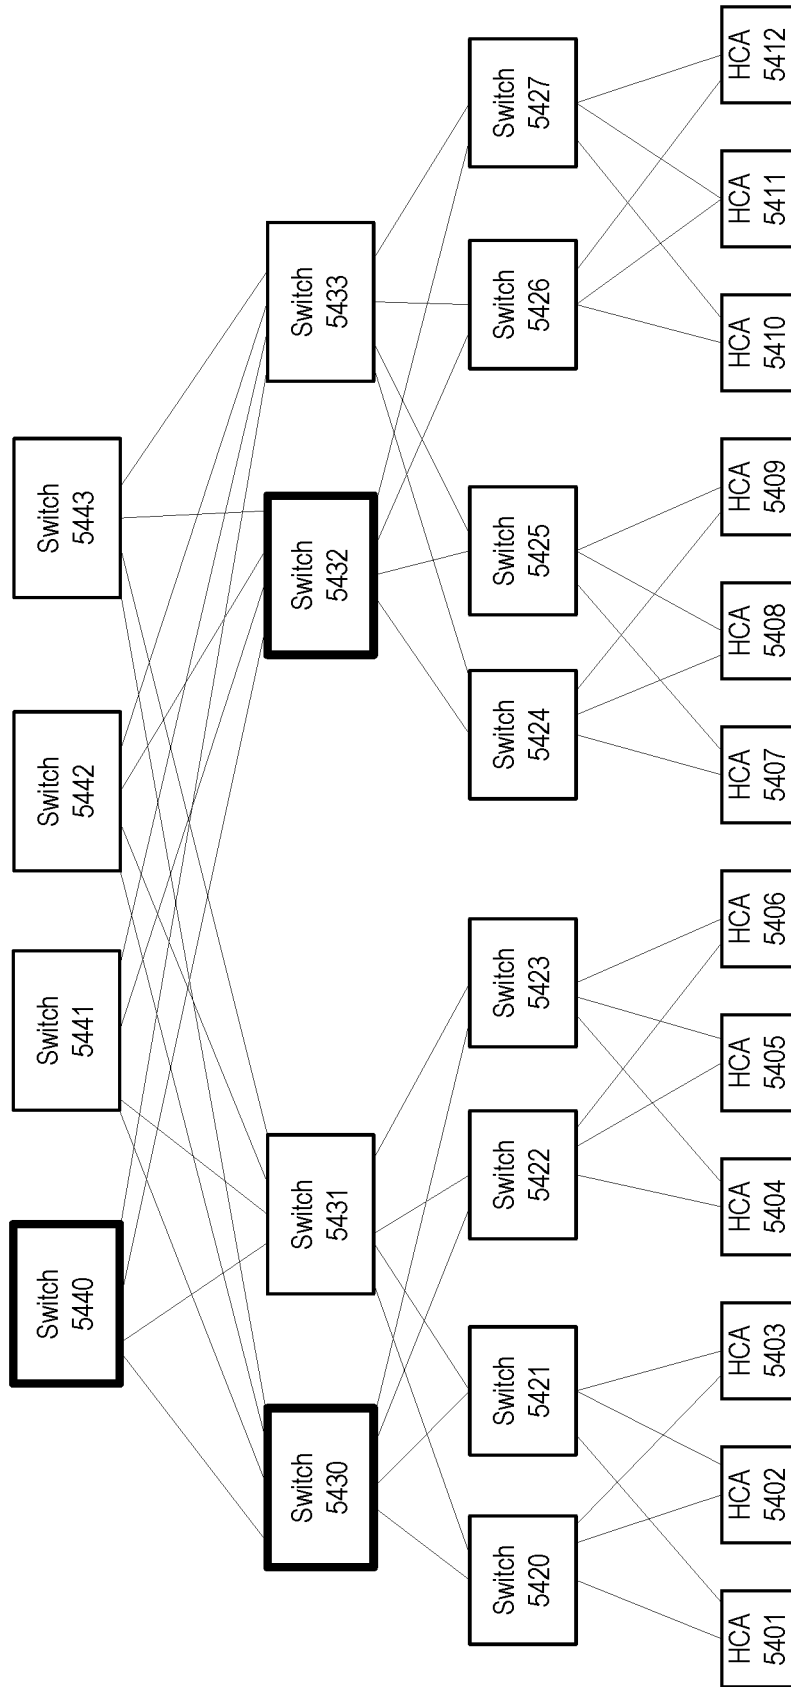 Switch
5440
Switch
5441
Switch
5442
Switch
5443
Switch
5430
Switch
5431
Switch
5432
Switch
5433
Switch
5420
Switch
5421
Switch
5422
Switch
5423
Switch
5424
Switch
5425
Switch
5426
Switch
5427
HCA
5401
HCA
5402
HCA
5403
HCA
5404
HCA
5405
HCA
5406
HCA
5407
HCA
5408
HCA
5409
HCA
5410
HCA
5411
HCA
5412